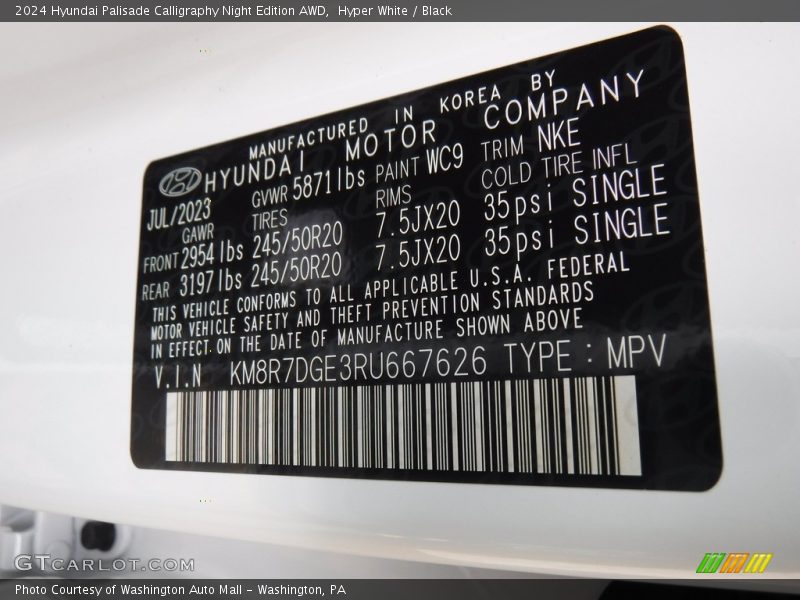 2024 Hyundai Palisade Calligraphy Night Edition AWD,  Hyper White / Black
MANUFACTURED IN KOREA BY
HYUNDAI MOTOR COMPANY
JUL/2023 GVWR 5871lbs PAINT WC9 TRIM NKE
GAWR TIRES RIMS COLD TIRE INFL
FRONT 2954 lbs 245/50R20 7.5JX20 35psi SINGLE
REAR 3197 lbs 245/50R20 7.5JX20 35psi SINGLE
THIS VEHICLE CONFORMS TO ALL APPLICABLE U.S.A. FEDERAL
MOTOR VEHICLE SAFETY AND THEFT PREVENTION STANDARDS
IN EFFECT ON THE DATE OF MANUFACTURE SHOWN ABOVE
V.I.N KM8R7DGE3RU667626 TYPE : MPV
GTCARLOT.COM
Photo Courtesy of Washington Auto Mall - Washington, PA